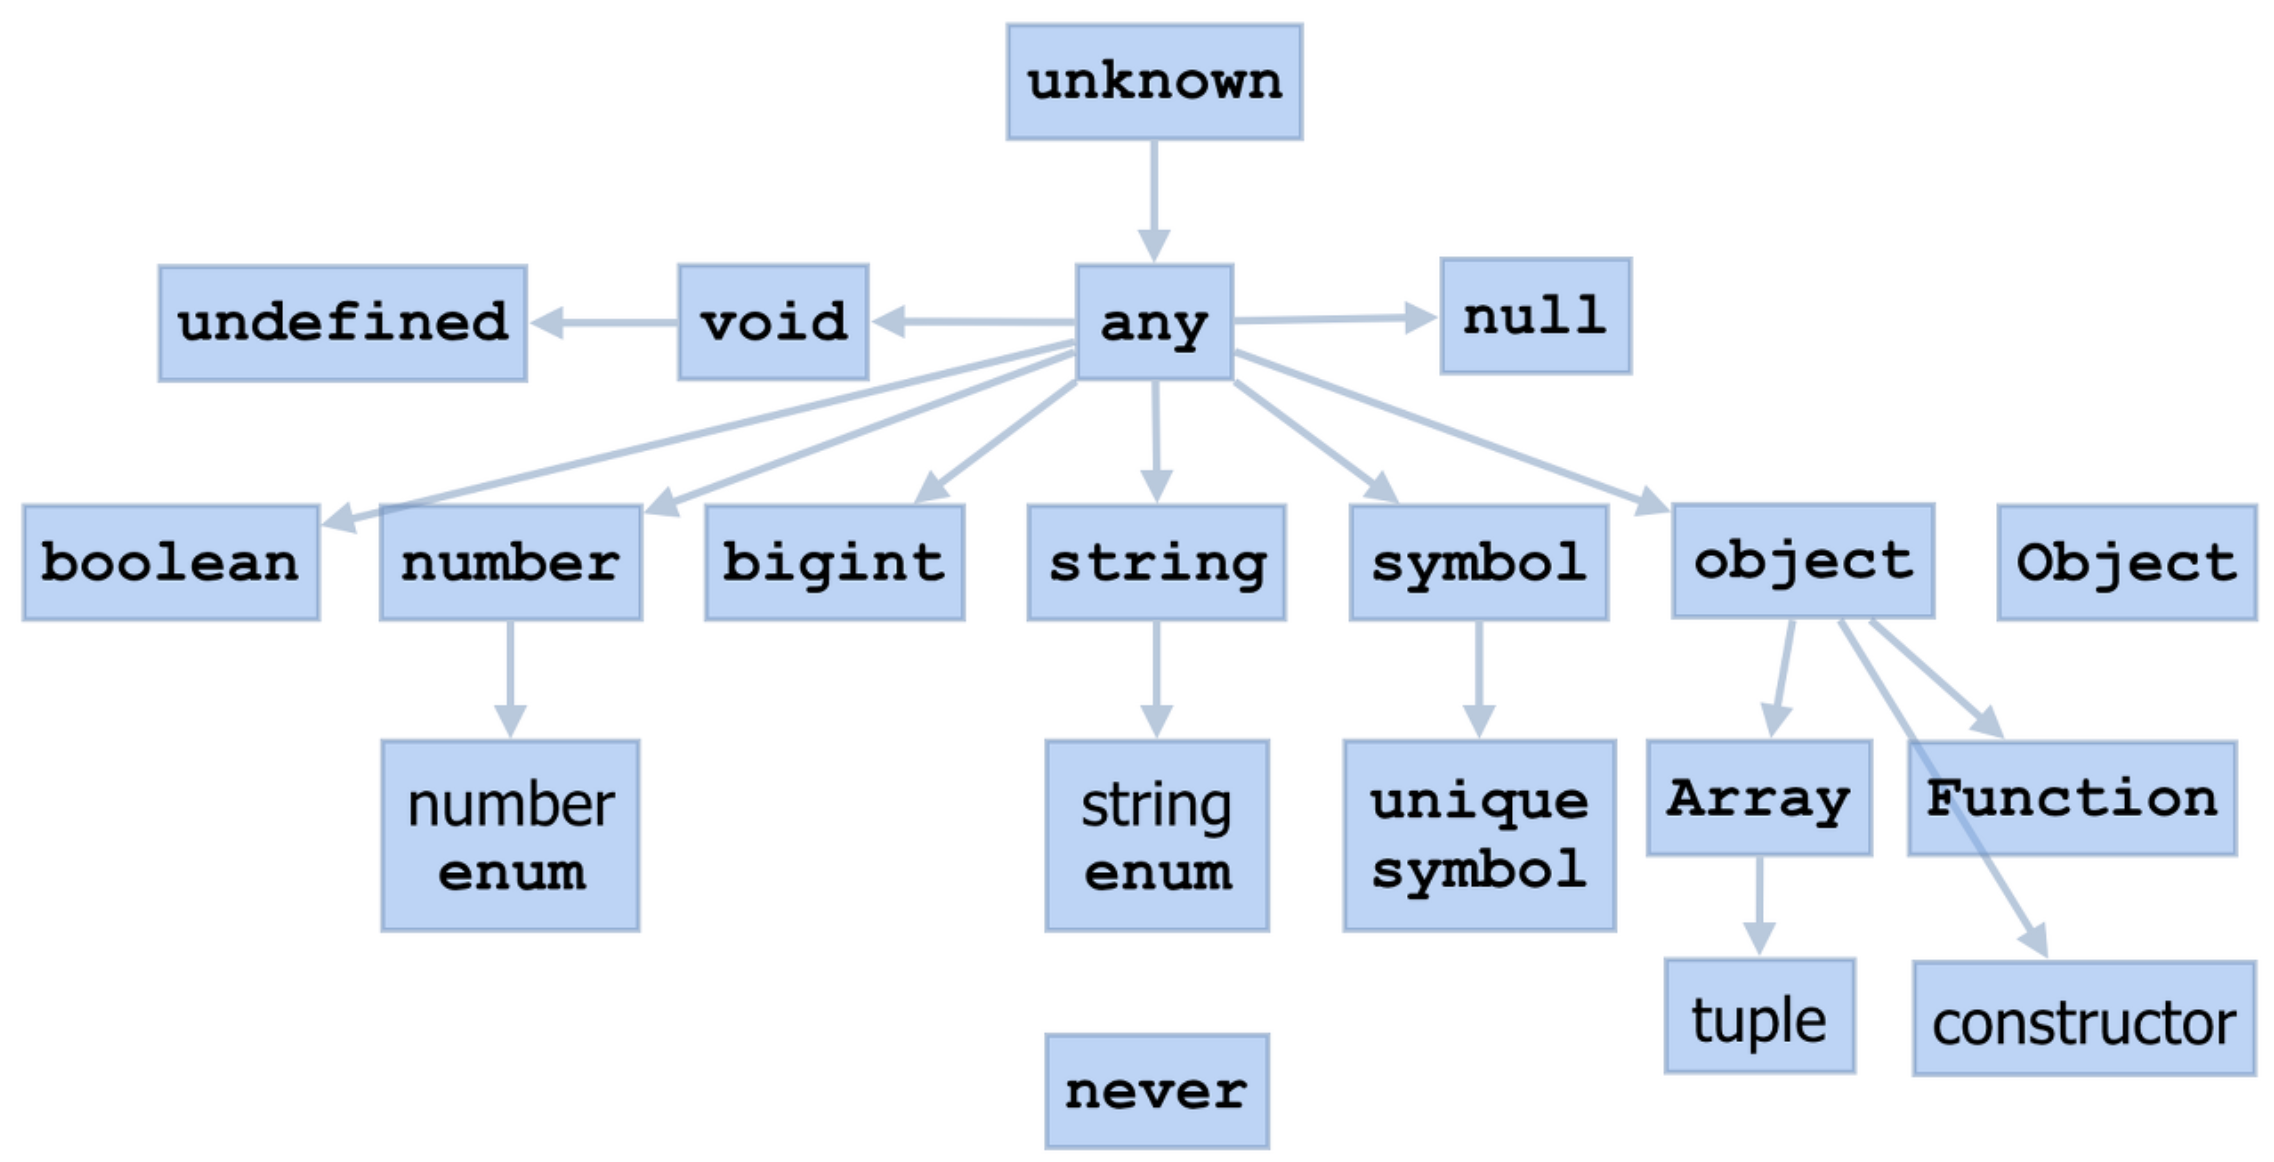 unknown
undefined
void
any
null
boolean
number
bigint
string
symbol
object
Object
number
enum
string
enum
unique
symbol
Array
Function
tuple
constructor
never